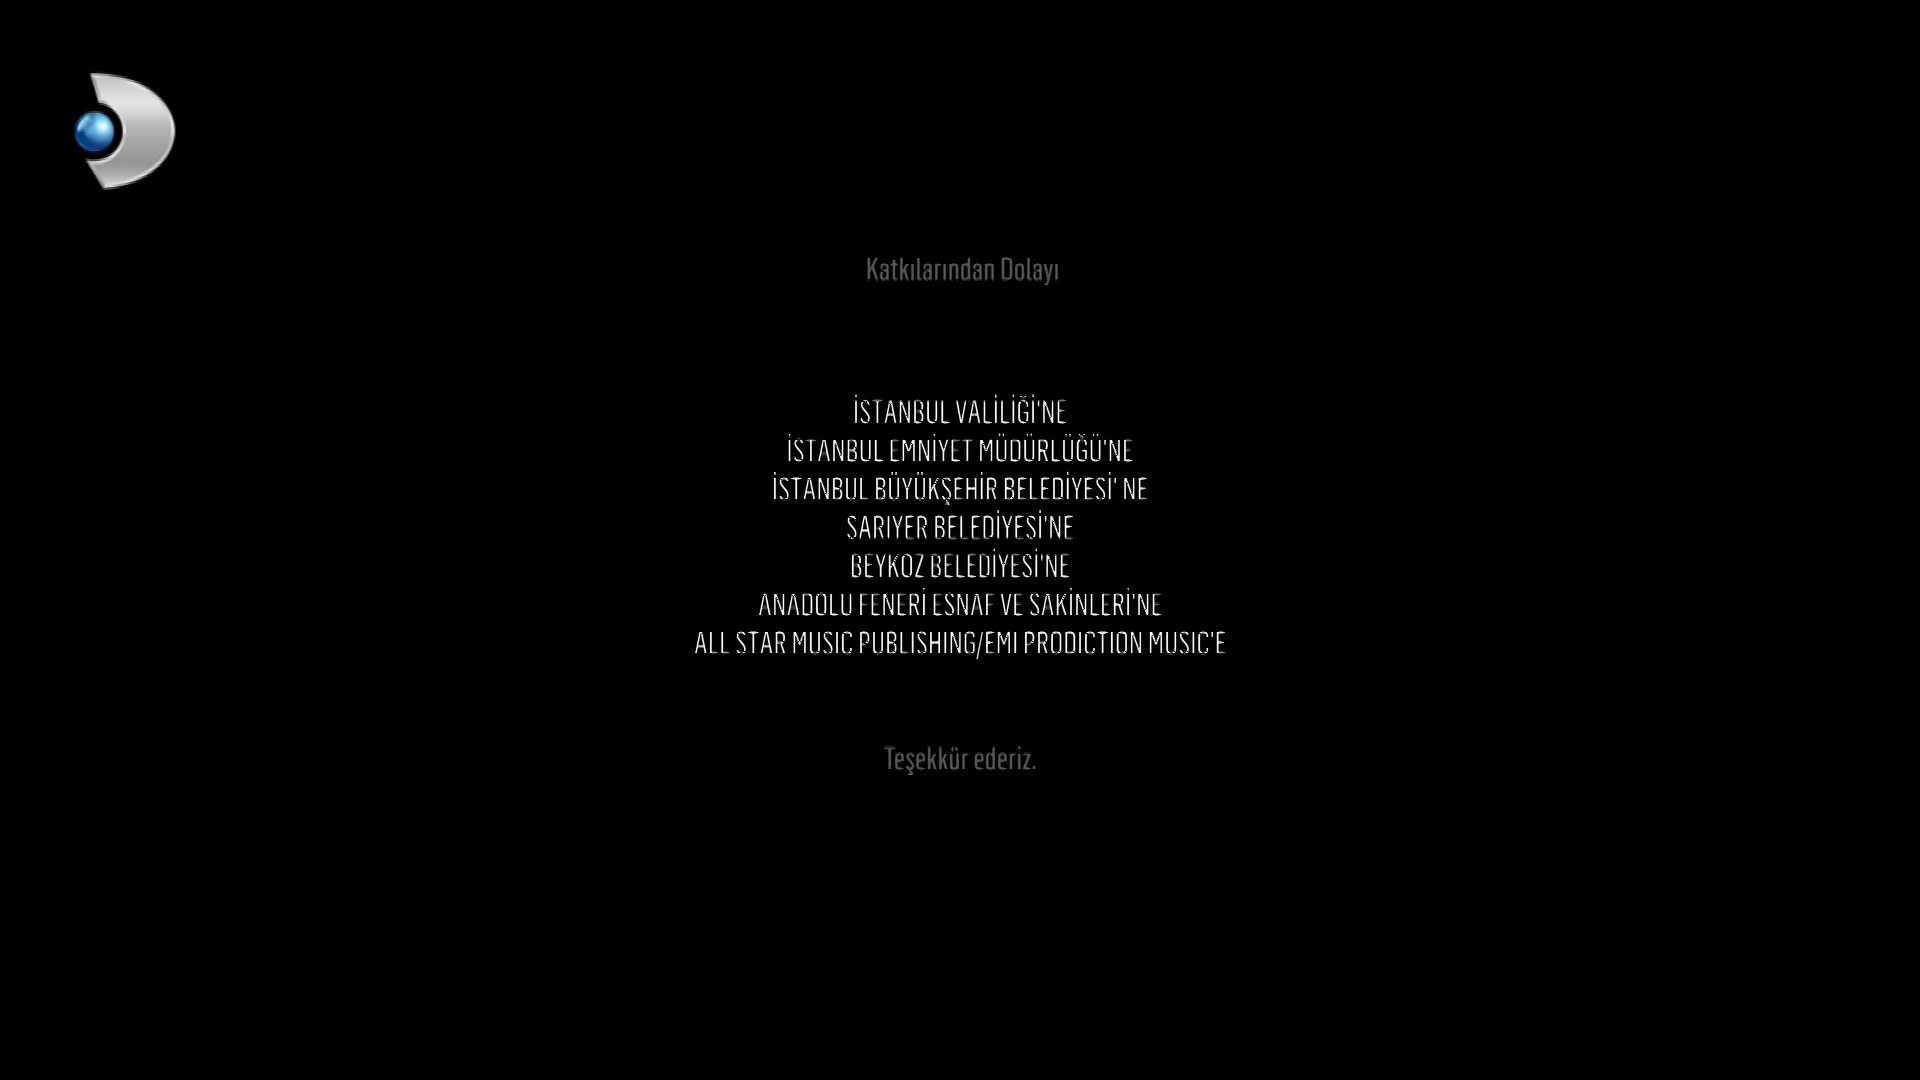 Katkılarından Dolayı
İSTANBUL VALİLİĞİ'NE
İSTANBUL EMNİYET MÜDÜRLÜĞÜ'NE
İSTANBUL BÜYÜKŞEHİR BELEDİYESİ' NE
SARIYER BELEDİYESİ'NE
BEYKOZ BELEDİYESİ'NE
ANADOLU FENERİ ESNAF VE SAKİNLERİ'NE
ALL STAR MUSIC PUBLISHING/EMI PRODICTION MUSIC'E
Teşekkür ederiz.